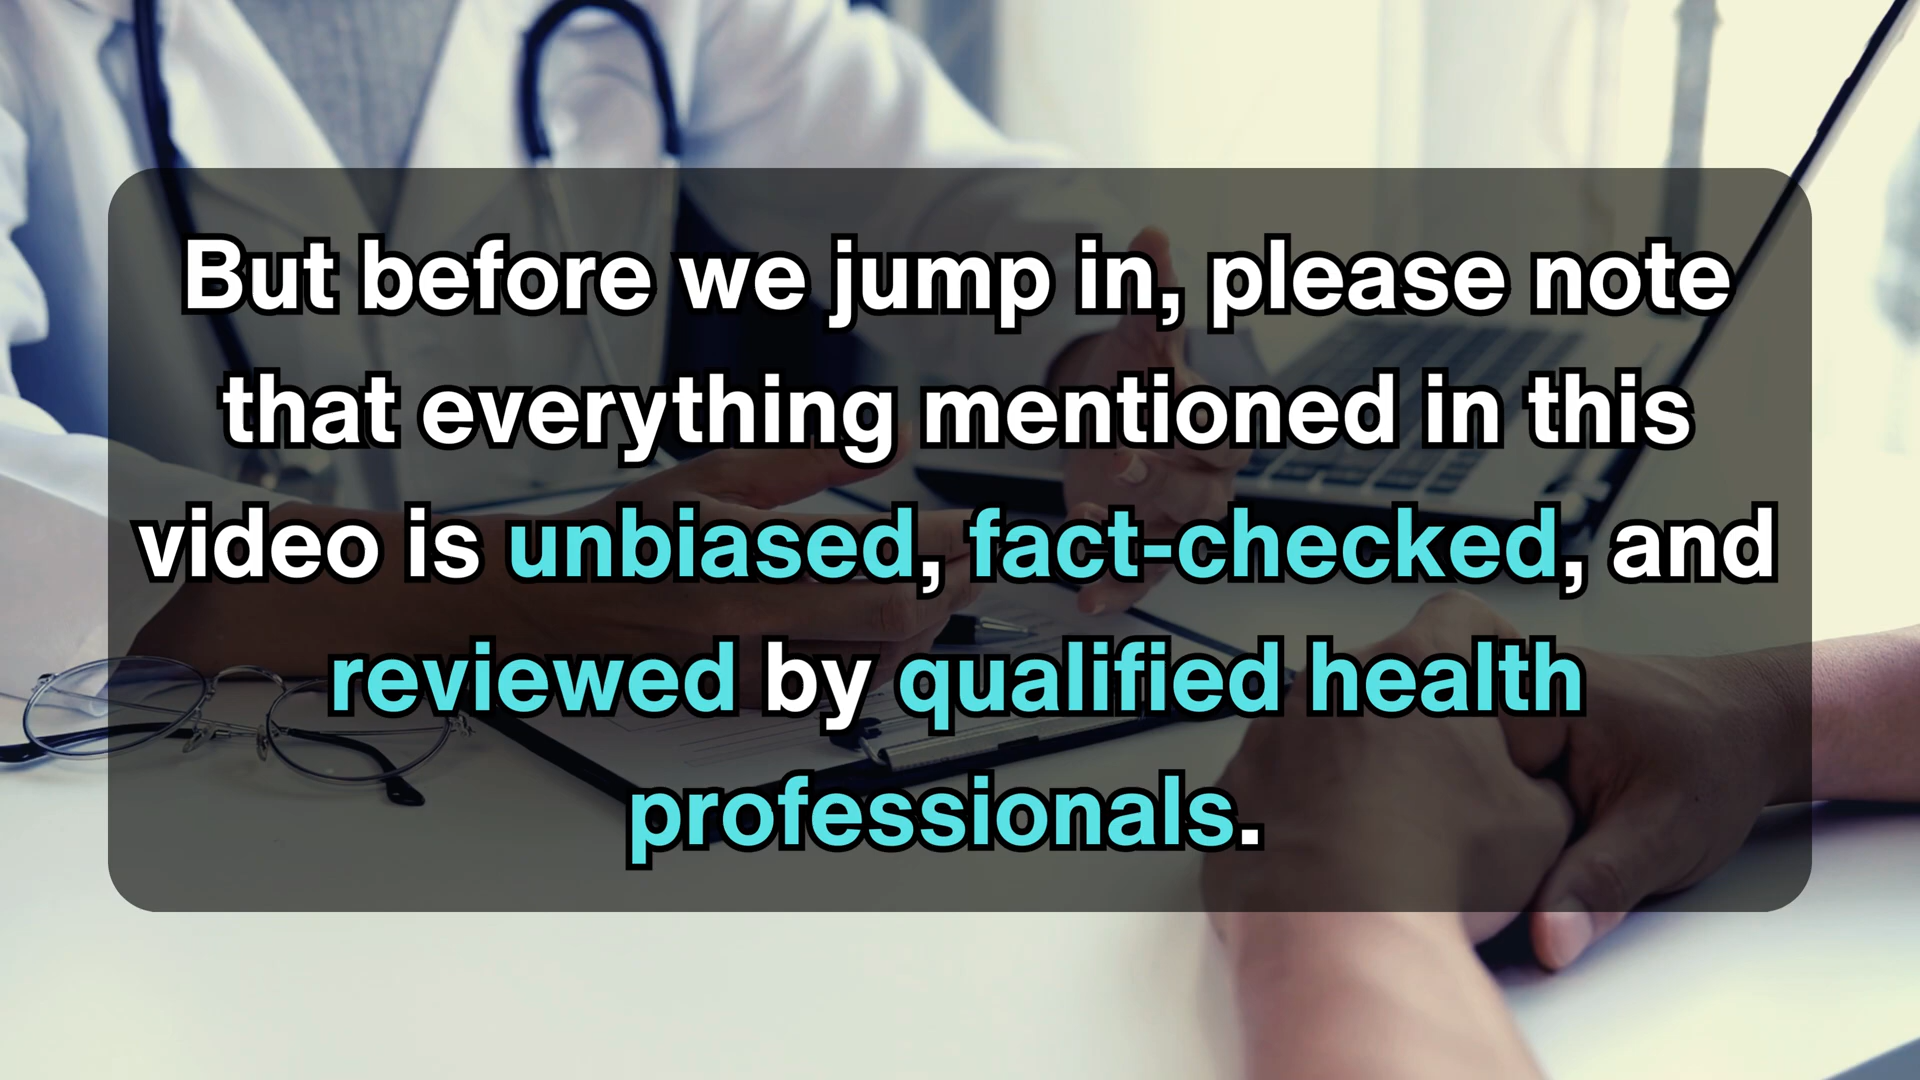 But before we jump in, please note
that everything mentioned in this
video is unbiased, fact-checked, and
reviewed by qualified health
professionals.